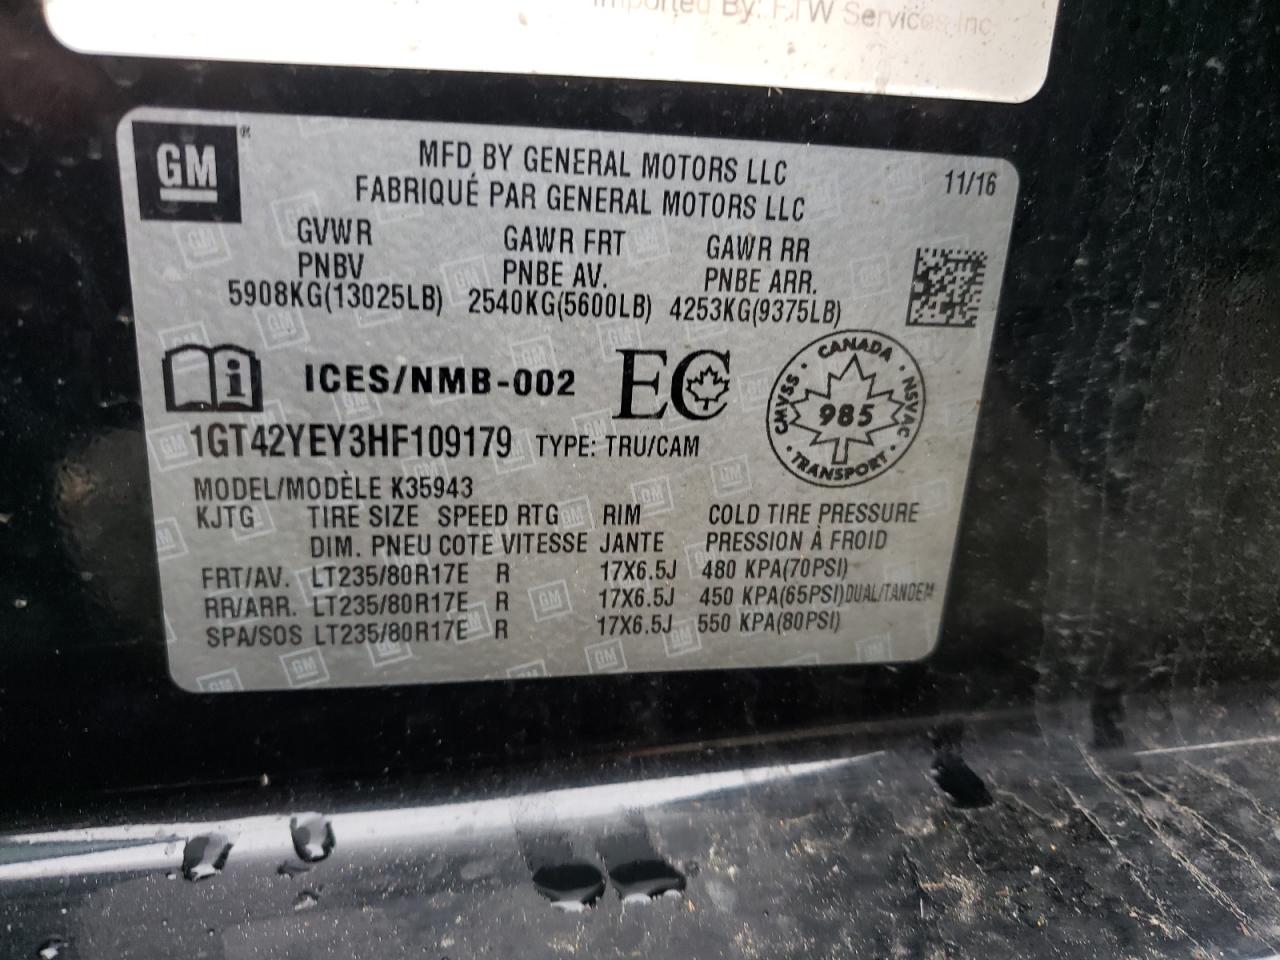 Imported By: FTW Services Inc
GM ®
MFD BY GENERAL MOTORS LLC
FABRIQUÉ PAR GENERAL MOTORS LLC
11/16
GVWR GAWR FRT GAWR RR
PNBV PNBE AV. PNBE ARR.
5908KG(13025LB) 2540KG(5600LB) 4253KG(9375LB)
i ICES/NMB-002 EC
CANADA
CMVSS 985 NSVAC
TRANSPORT
1GT42YEY3HF109179 TYPE: TRU/CAM
MODEL/MODÈLE K35943
KJTG TIRE SIZE SPEED RTG RIM COLD TIRE PRESSURE
DIM. PNEU COTE VITESSE JANTE PRESSION À FROID
FRT/AV. LT235/80R17E R 17X6.5J 480 KPA(70PSI)
RR/ARR. LT235/80R17E R 17X6.5J 450 KPA(65PSI)DUAL/TANDEM
SPA/SOS LT235/80R17E R 17X6.5J 550 KPA(80PSI)